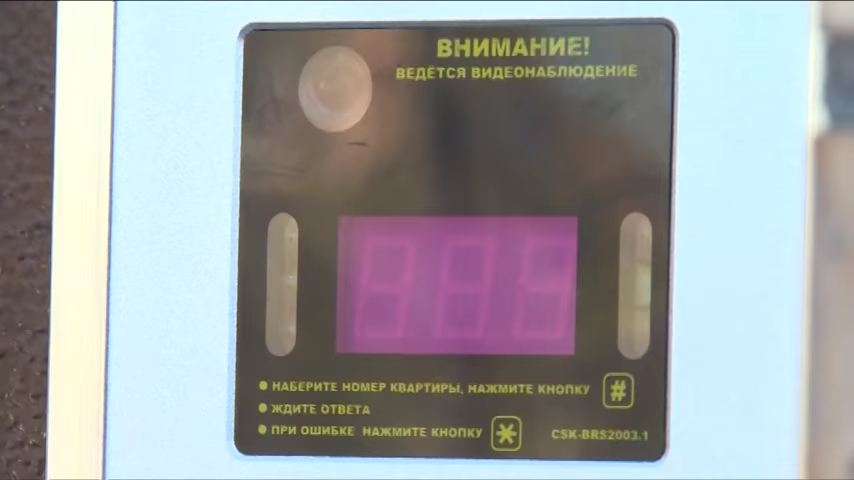 ВНИМАНИЕ!
ВЕДЁТСЯ ВИДЕОНАБЛЮДЕНИЕ
● НАБЕРИТЕ НОМЕР КВАРТИРЫ, НАЖМИТЕ КНОПКУ #
● ЖДИТЕ ОТВЕТА
● ПРИ ОШИБКЕ НАЖМИТЕ КНОПКУ *
CSK-BRS2003.1